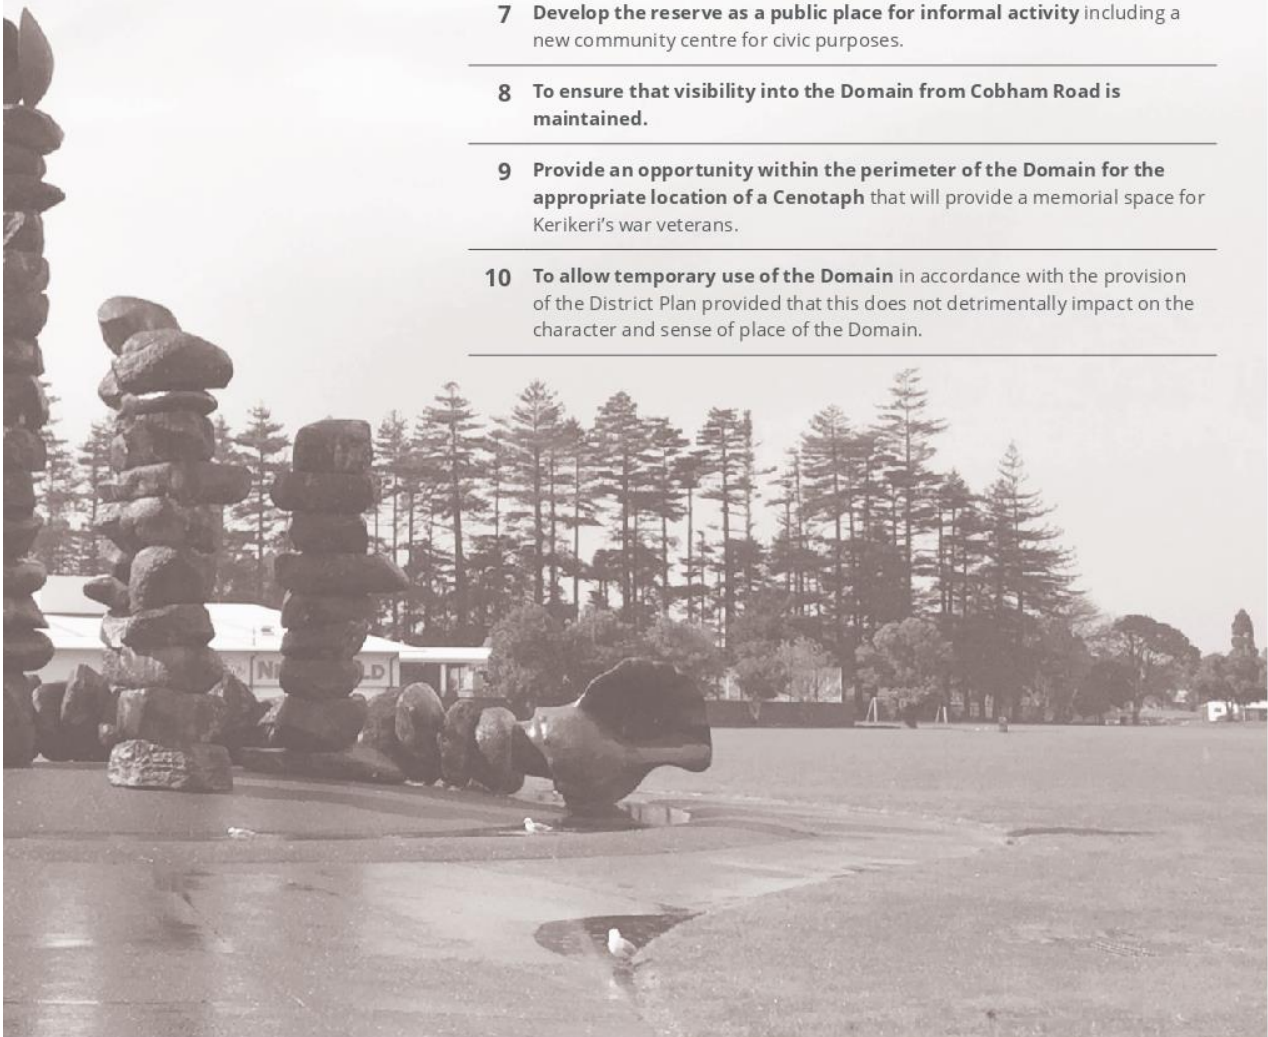 7 Develop the reserve as a public place for informal activity including a
new community centre for civic purposes.
8 To ensure that visibility into the Domain from Cobham Road is
maintained.
9 Provide an opportunity within the perimeter of the Domain for the
appropriate location of a Cenotaph that will provide a memorial space for
Kerikeri’s war veterans.
10 To allow temporary use of the Domain in accordance with the provision
of the District Plan provided that this does not detrimentally impact on the
character and sense of place of the Domain.